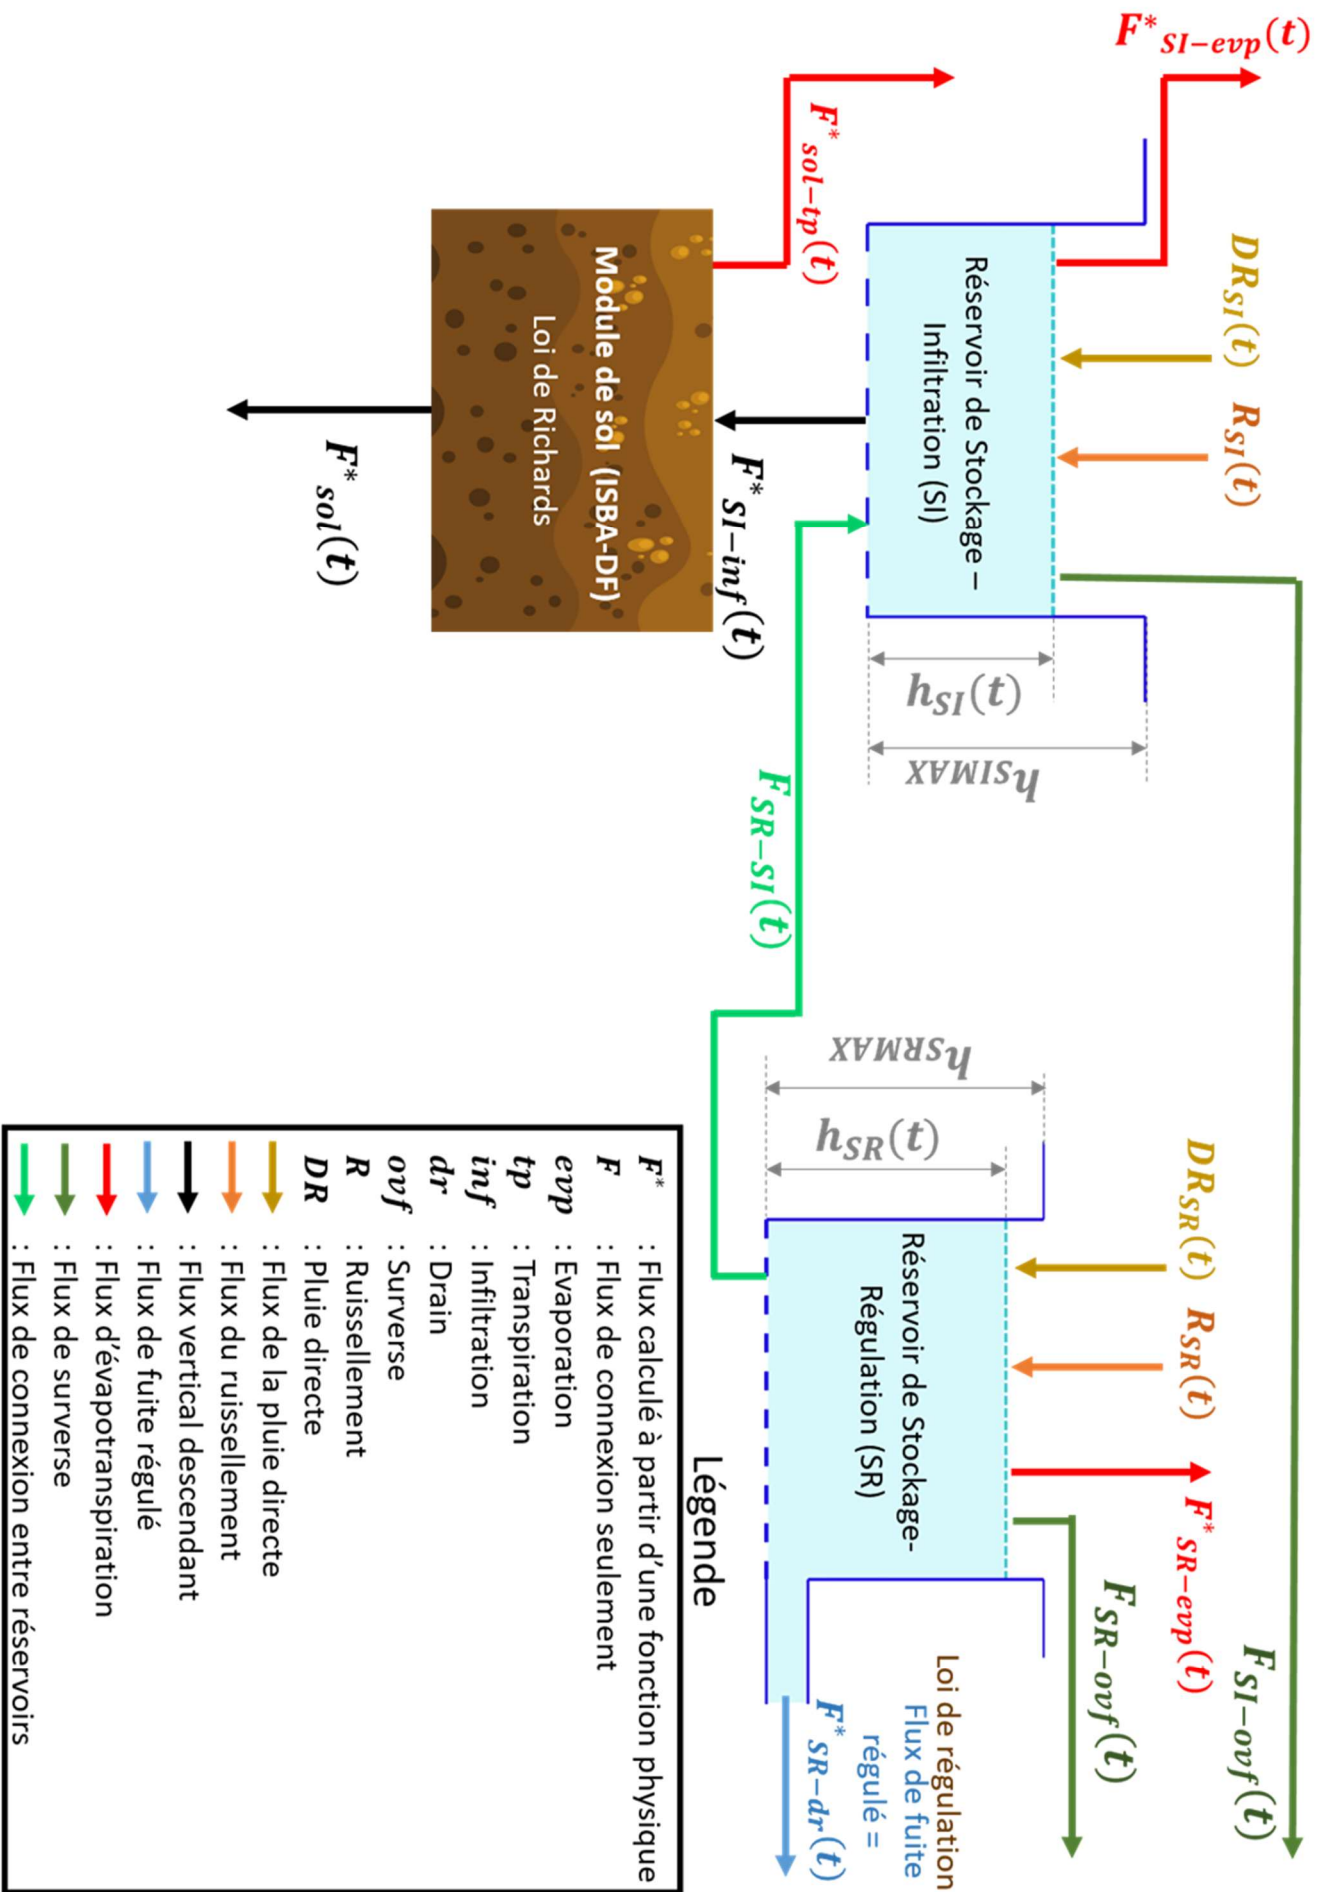 F*SI−evp(t)
DRSI(t)
RSI(t)
F*sol−tp(t)
Réservoir de Stockage –
Infiltration (SI)
hSI(t)
hSIMAX
F*SI−inf(t)
Module de sol (ISBA-DF)
Loi de Richards
F*sol(t)
FSR−SI(t)
FSI−ovf(t)
DRSR(t)
RSR(t)
F*SR−evp(t)
FSR−ovf(t)
hSRMAX
hSR(t)
Réservoir de Stockage-
Régulation (SR)
Loi de régulation
Flux de fuite
régulé =
F*SR−dr(t)
Légende
F* : Flux calculé à partir d’une fonction physique
F : Flux de connexion seulement
evp : Evaporation
tp : Transpiration
inf : Infiltration
dr : Drain
ovf : Surverse
R : Ruissellement
DR : Pluie directe
: Flux de la pluie directe
: Flux du ruissellement
: Flux vertical descendant
: Flux de fuite régulé
: Flux d’évapotranspiration
: Flux de surverse
: Flux de connexion entre réservoirs